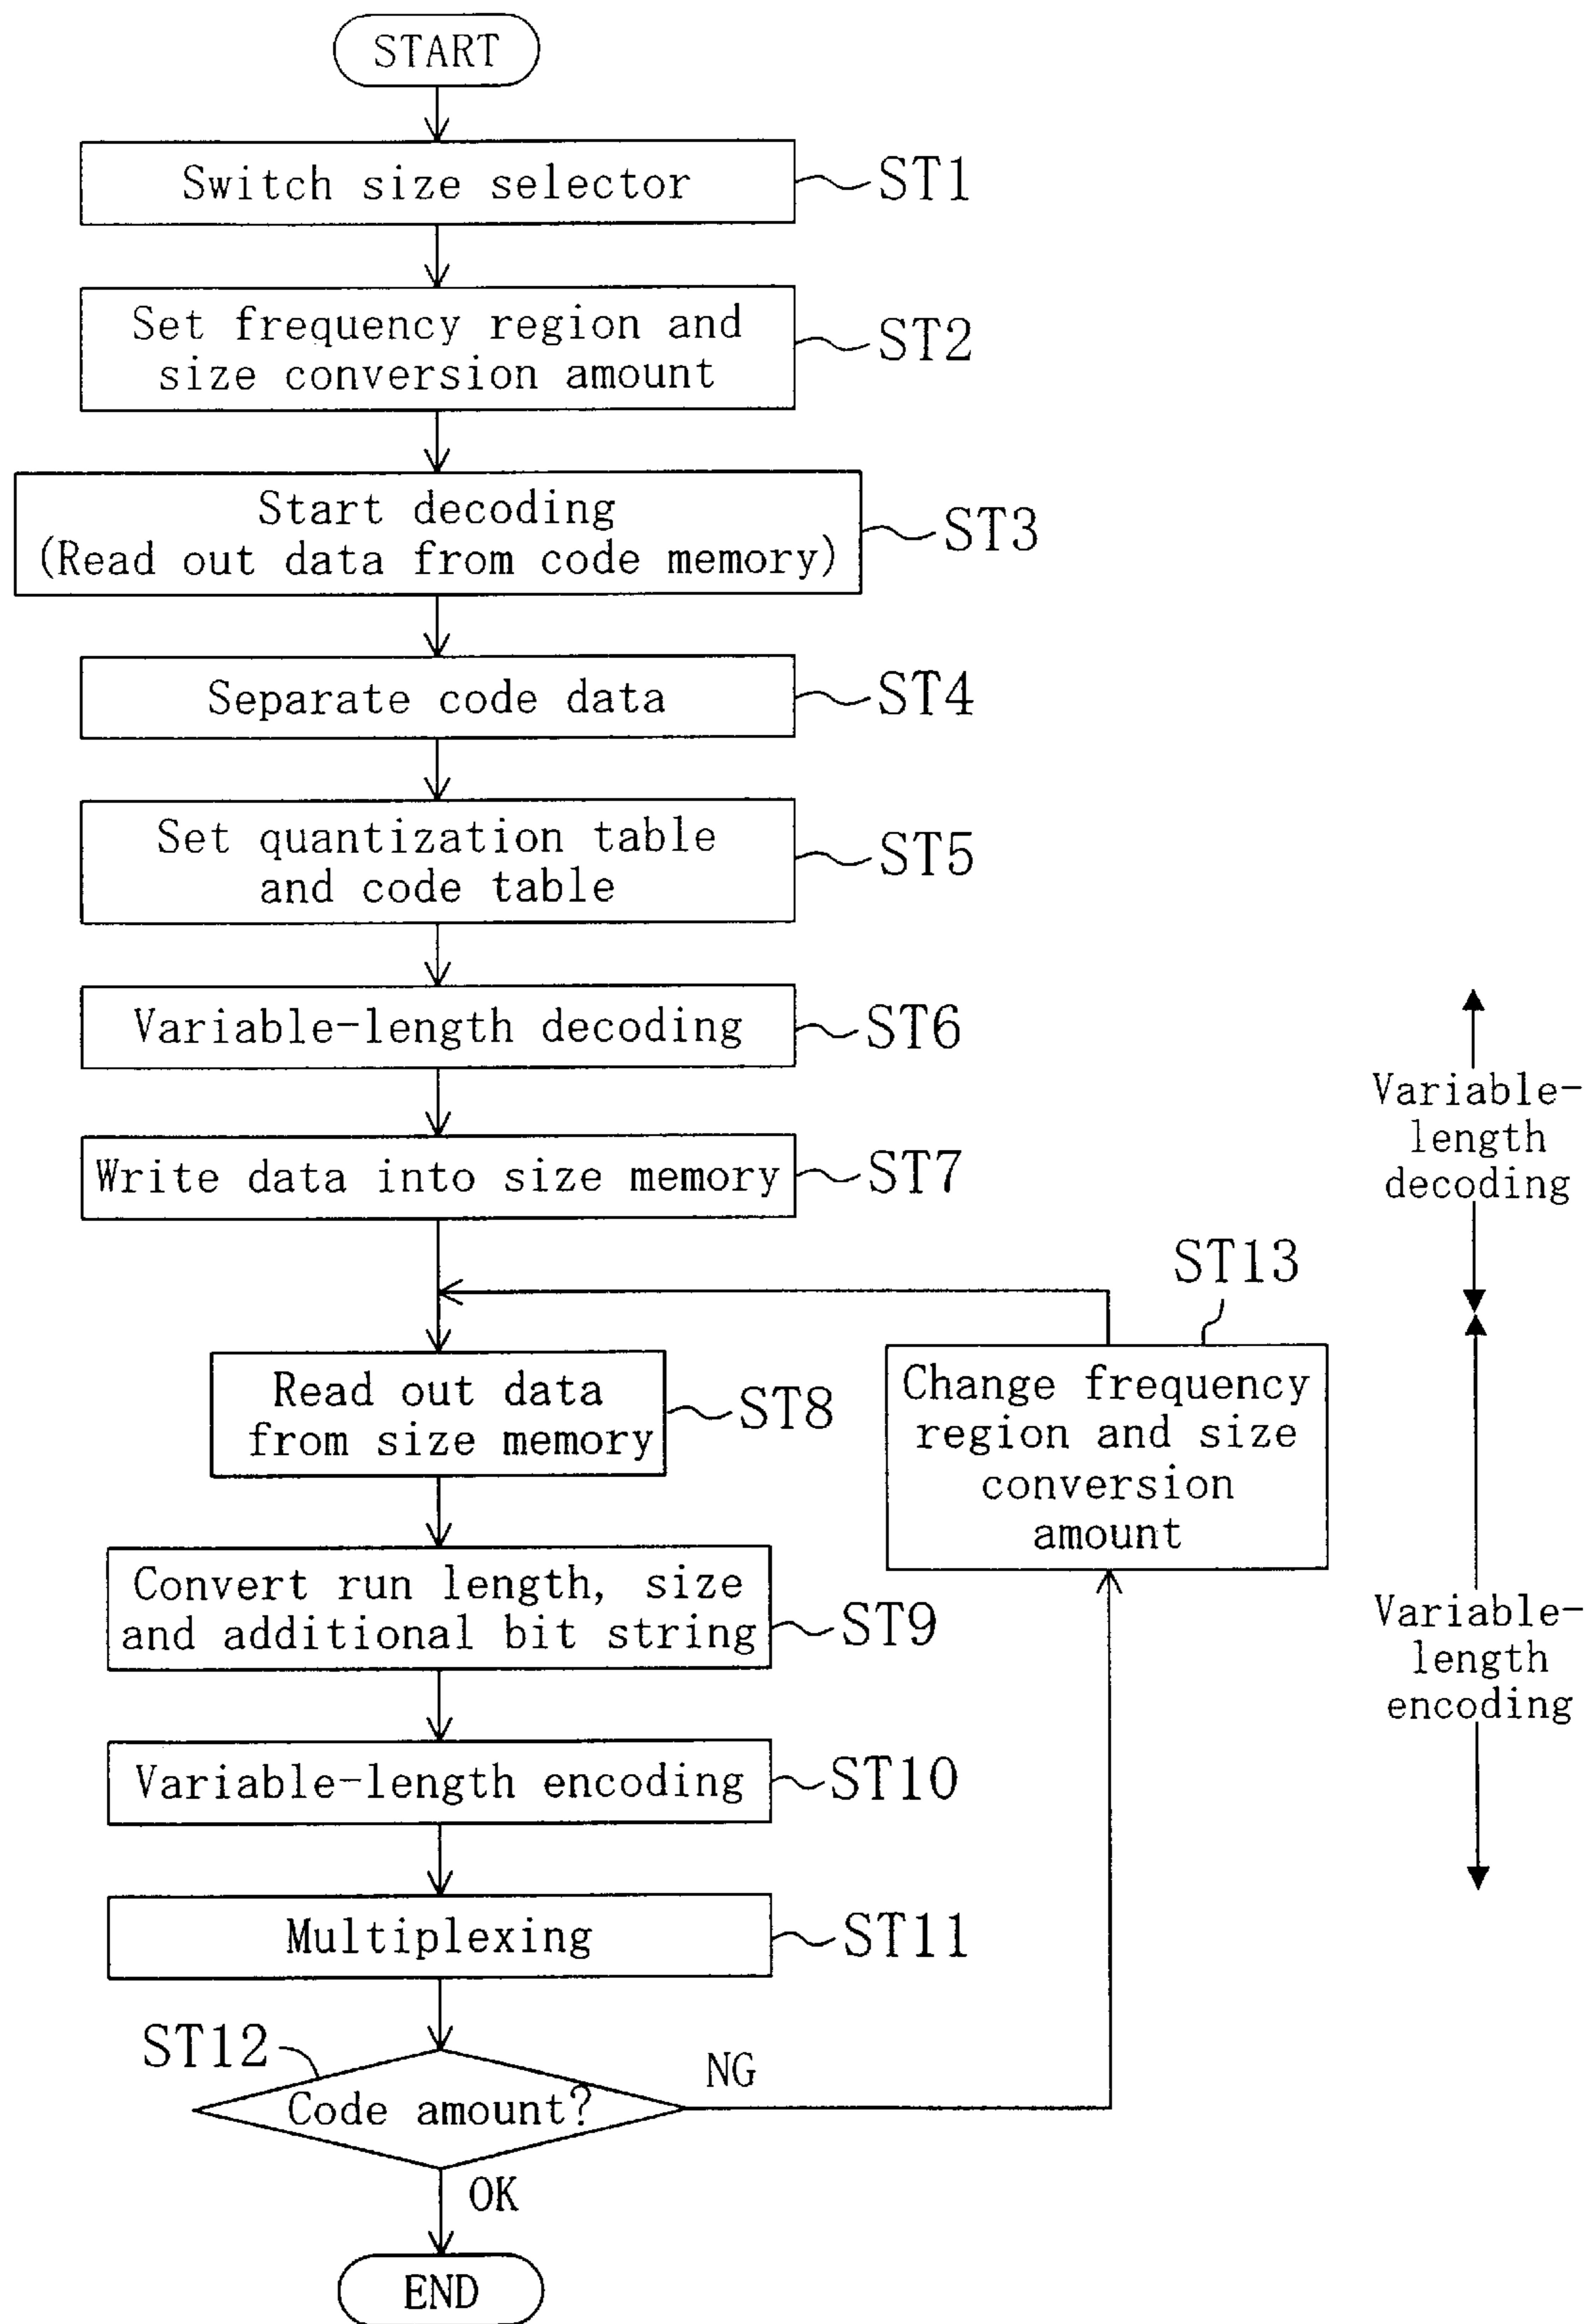 START
Switch size selector
ST1
Set frequency region and
size conversion amount
ST2
Start decoding
(Read out data from code memory)
ST3
Separate code data
ST4
Set quantization table
and code table
ST5
Variable-length decoding
ST6
Write data into size memory
ST7
Variable-
length
decoding
ST13
Change frequency
region and size
conversion
amount
Read out data
from size memory
ST8
Convert run length, size
and additional bit string
ST9
Variable-
length
encoding
Variable-length encoding
ST10
Multiplexing
ST11
ST12
Code amount?
NG
OK
END